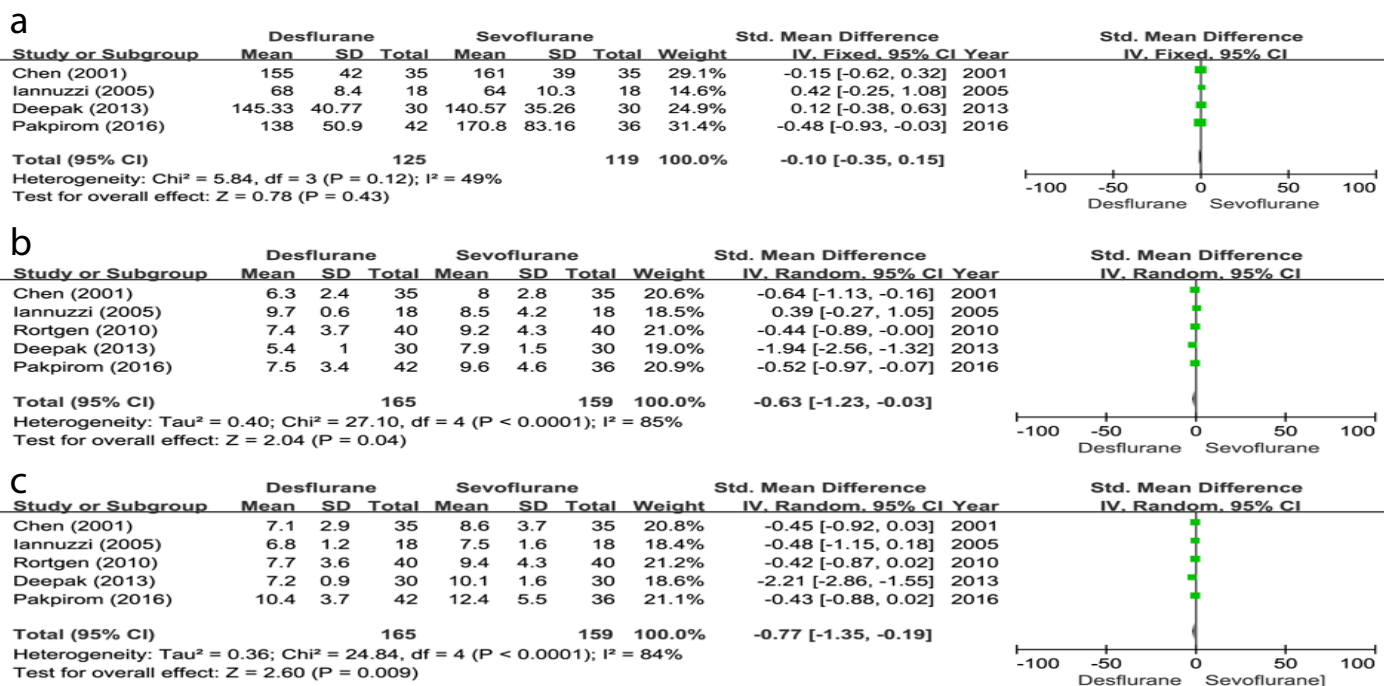 a
Desflurane Sevoflurane Std. Mean Difference Std. Mean Difference
Study or Subgroup Mean SD Total Mean SD Total Weight IV, Fixed, 95% CI Year IV, Fixed, 95% CI
Chen (2001) 155 42 35 161 39 35 29.1% -0.15 [-0.62, 0.32] 2001
Iannuzzi (2005) 68 8.4 18 64 10.3 18 14.6% 0.42 [-0.25, 1.08] 2005
Deepak (2013) 145.33 40.77 30 140.57 35.26 30 24.9% 0.12 [-0.38, 0.63] 2013
Pakpirom (2016) 138 50.9 42 170.8 83.16 36 31.4% -0.48 [-0.93, -0.03] 2016
Total (95% CI) 125 119 100.0% -0.10 [-0.35, 0.15]
Heterogeneity: Chi² = 5.84, df = 3 (P = 0.12); I² = 49%
Test for overall effect: Z = 0.78 (P = 0.43)
-100 -50 0 50 100
Desflurane Sevoflurane
b
Desflurane Sevoflurane Std. Mean Difference Std. Mean Difference
Study or Subgroup Mean SD Total Mean SD Total Weight IV, Random, 95% CI Year IV, Random, 95% CI
Chen (2001) 6.3 2.4 35 8 2.8 35 20.6% -0.64 [-1.13, -0.16] 2001
Iannuzzi (2005) 9.7 0.6 18 8.5 4.2 18 18.5% 0.39 [-0.27, 1.05] 2005
Rortgen (2010) 7.4 3.7 40 9.2 4.3 40 21.0% -0.44 [-0.89, -0.00] 2010
Deepak (2013) 5.4 1 30 7.9 1.5 30 19.0% -1.94 [-2.56, -1.32] 2013
Pakpirom (2016) 7.5 3.4 42 9.6 4.6 36 20.9% -0.52 [-0.97, -0.07] 2016
Total (95% CI) 165 159 100.0% -0.63 [-1.23, -0.03]
Heterogeneity: Tau² = 0.40; Chi² = 27.10, df = 4 (P < 0.0001); I² = 85%
Test for overall effect: Z = 2.04 (P = 0.04)
-100 -50 0 50 100
Desflurane Sevoflurane
c
Desflurane Sevoflurane Std. Mean Difference Std. Mean Difference
Study or Subgroup Mean SD Total Mean SD Total Weight IV, Random, 95% CI Year IV, Random, 95% CI
Chen (2001) 7.1 2.9 35 8.6 3.7 35 20.8% -0.45 [-0.92, 0.03] 2001
Iannuzzi (2005) 6.8 1.2 18 7.5 1.6 18 18.4% -0.48 [-1.15, 0.18] 2005
Rortgen (2010) 7.7 3.6 40 9.4 4.3 40 21.2% -0.42 [-0.87, 0.02] 2010
Deepak (2013) 7.2 0.9 30 10.1 1.6 30 18.6% -2.21 [-2.86, -1.55] 2013
Pakpirom (2016) 10.4 3.7 42 12.4 5.5 36 21.1% -0.43 [-0.88, 0.02] 2016
Total (95% CI) 165 159 100.0% -0.77 [-1.35, -0.19]
Heterogeneity: Tau² = 0.36; Chi² = 24.84, df = 4 (P < 0.0001); I² = 84%
Test for overall effect: Z = 2.60 (P = 0.009)
-100 -50 0 50 100
Desflurane Sevoflurane]